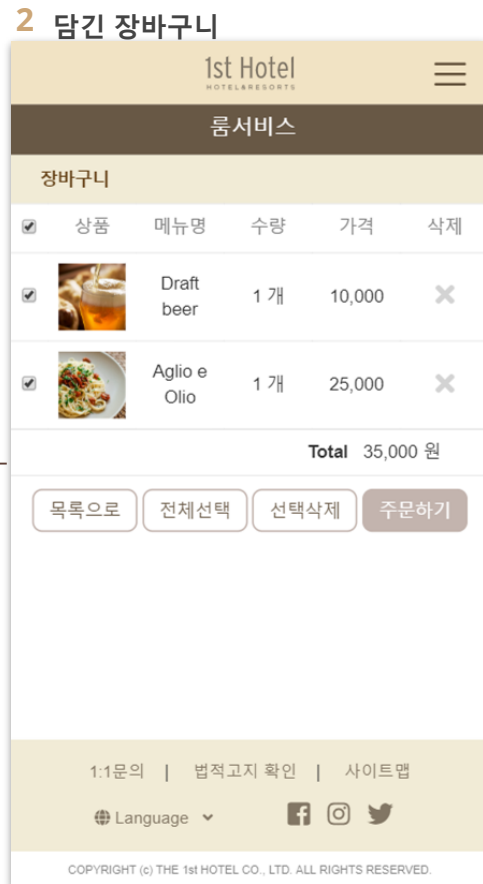 2 담긴 장바구니
1st Hotel
HOTEL&RESORTS
룸서비스
장바구니
상품 메뉴명 수량 가격 삭제
Draft
beer
1 개 10,000
Aglio e
Olio
1 개 25,000
Total 35,000 원
목록으로 전체선택 선택삭제 주문하기
1:1문의 | 법적고지 확인 | 사이트맵
Language
COPYRIGHT (c) THE 1st HOTEL CO., LTD. ALL RIGHTS RESERVED.